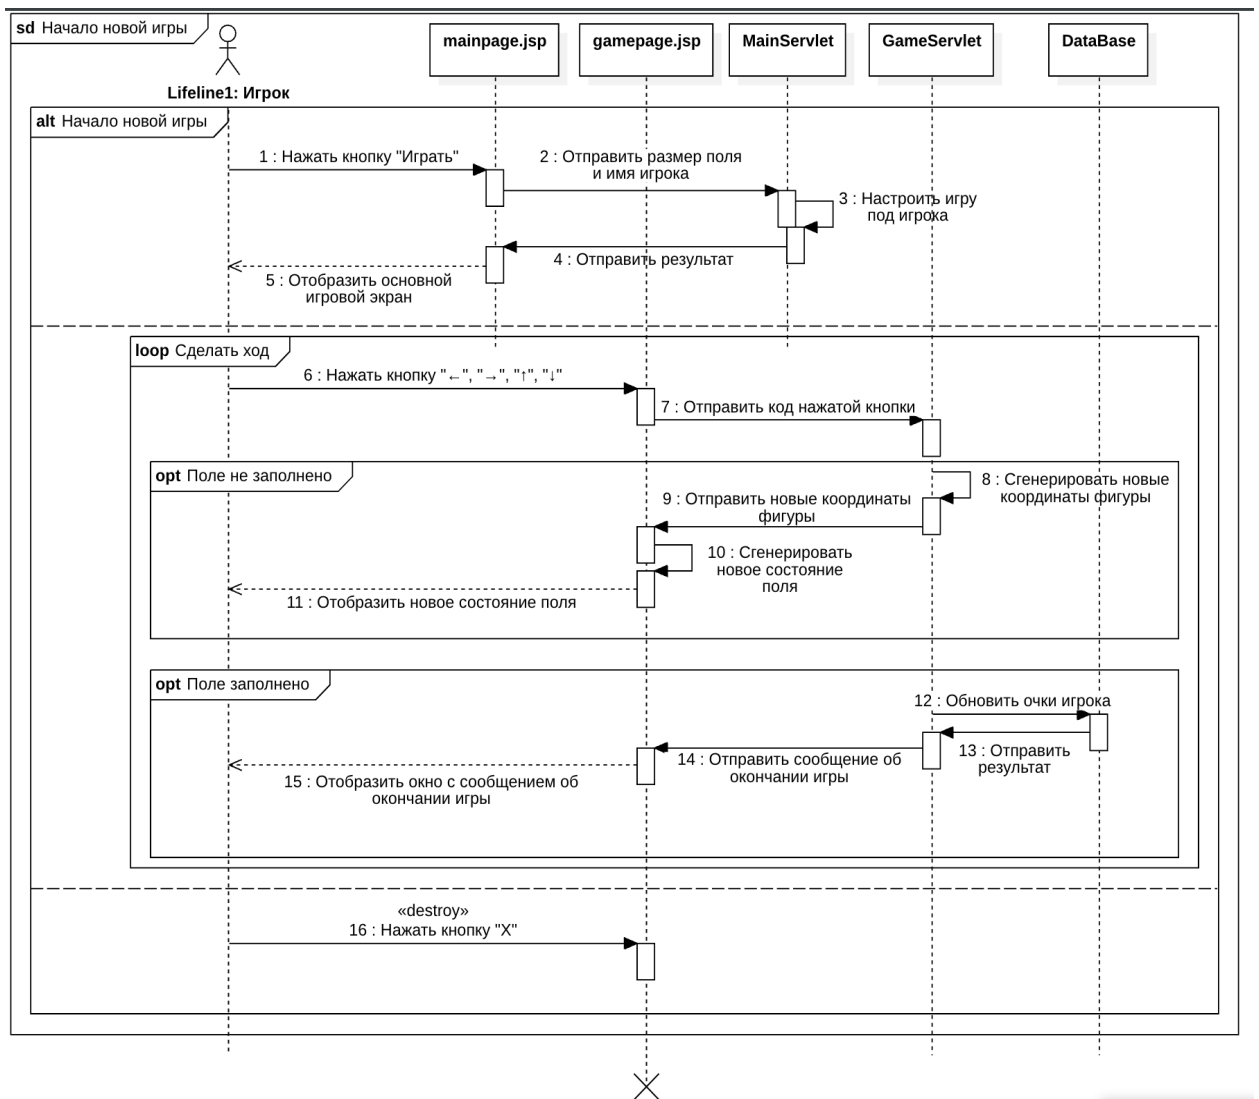 sd Начало новой игры
mainpage.jsp
gamepage.jsp
MainServlet
GameServlet
DataBase
Lifeline1: Игрок
alt Начало новой игры
1 : Нажать кнопку "Играть"
2 : Отправить размер поля
и имя игрока
3 : Настроить игру
под игрока
4 : Отправить результат
5 : Отобразить основной
игровой экран
loop Сделать ход
6 : Нажать кнопку "←", "→", "↑", "↓"
7 : Отправить код нажатой кнопки
opt Поле не заполнено
8 : Сгенерировать новые
координаты фигуры
9 : Отправить новые координаты
фигуры
10 : Сгенерировать
новое состояние
поля
11 : Отобразить новое состояние поля
opt Поле заполнено
12 : Обновить очки игрока
13 : Отправить
результат
14 : Отправить сообщение об
окончании игры
15 : Отобразить окно с сообщением об
окончании игры
«destroy»
16 : Нажать кнопку "X"